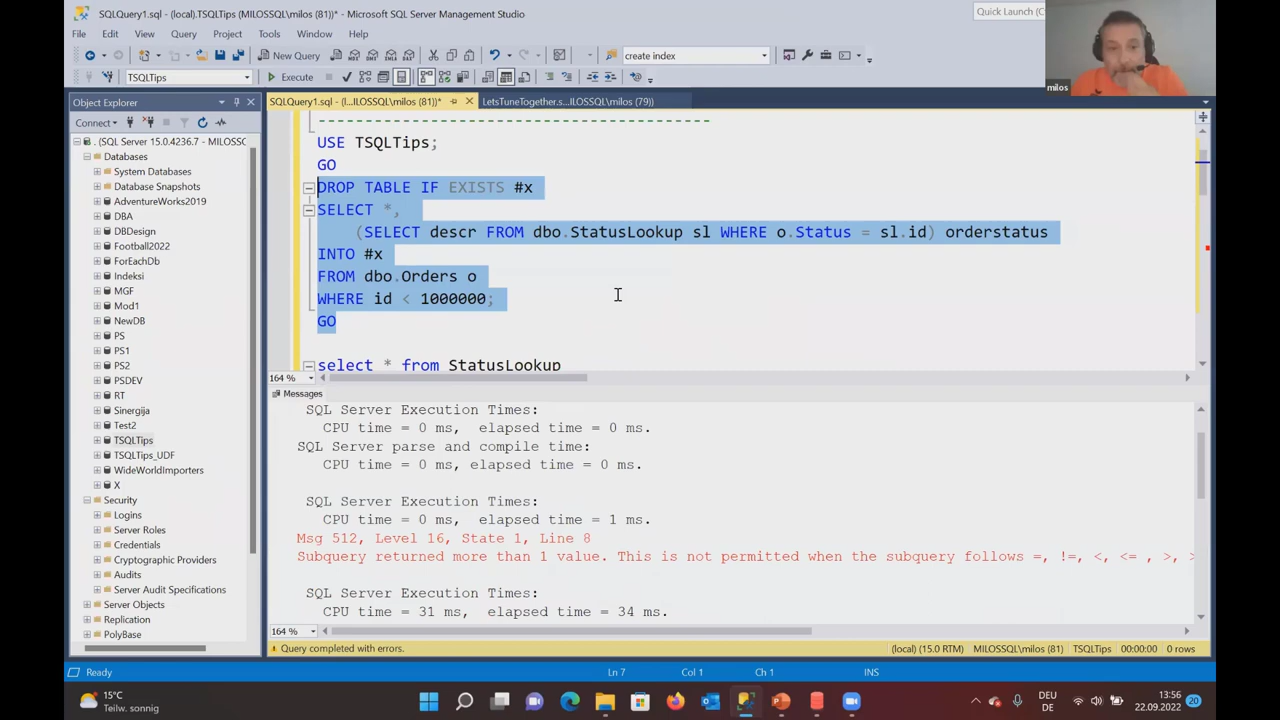 SQLQuery1.sql - (local).TSQLTips (MILOSSQL\milos (81))* - Microsoft SQL Server Management Studio
Quick Launch (C
File Edit View Query Project Tools Window Help
New Query
create index
TSQLTips
Execute
milos
Object Explorer
SQLQuery1.sql - (l...ILOSSQL\milos (81))*
LetsTuneTogether.s...ILOSSQL\milos (79))
Connect
. (SQL Server 15.0.4236.7 - MILOSSC
Databases
System Databases
Database Snapshots
AdventureWorks2019
DBA
DBDesign
Football2022
ForEachDb
Indeksi
MGF
Mod1
NewDB
PS
PS1
PS2
PSDEV
RT
Sinergija
Test2
TSQLTips
TSQLTips_UDF
WideWorldImporters
X
Security
Logins
Server Roles
Credentials
Cryptographic Providers
Audits
Server Audit Specifications
Server Objects
Replication
PolyBase
-----------------------------------------
USE TSQLTips;
GO
DROP TABLE IF EXISTS #x
SELECT *,
(SELECT descr FROM dbo.StatusLookup sl WHERE o.Status = sl.id) orderstatus
INTO #x
FROM dbo.Orders o
WHERE id < 1000000;
GO
select * from StatusLookup
164 %
Messages
SQL Server Execution Times:
CPU time = 0 ms, elapsed time = 0 ms.
SQL Server parse and compile time:
CPU time = 0 ms, elapsed time = 0 ms.
SQL Server Execution Times:
CPU time = 0 ms, elapsed time = 1 ms.
Msg 512, Level 16, State 1, Line 8
Subquery returned more than 1 value. This is not permitted when the subquery follows =, !=, <, <= , >, >
SQL Server Execution Times:
CPU time = 31 ms, elapsed time = 34 ms.
164 %
Query completed with errors.
(local) (15.0 RTM) MILOSSQL\milos (81) TSQLTips 00:00:00 0 rows
Ready
Ln 7 Col 1 Ch 1 INS
15°C
Teilw. sonnig
DEU
DE
13:56
22.09.2022
20